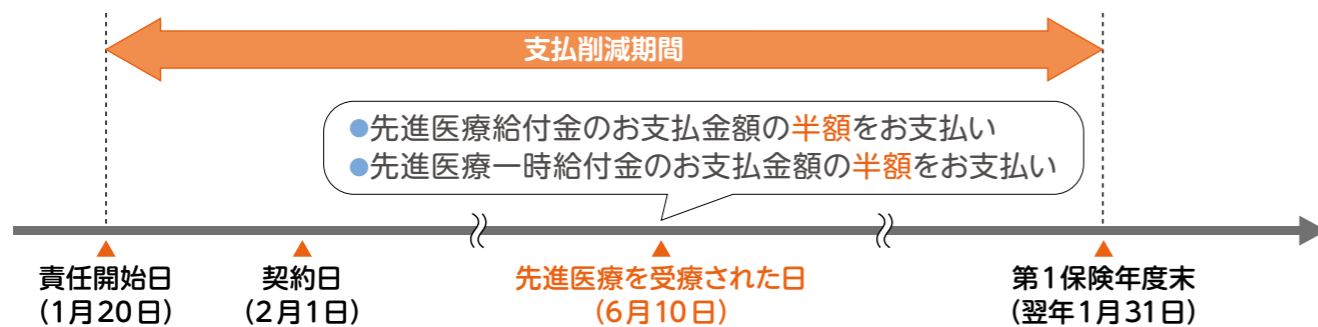 支払削減期間
●先進医療給付金のお支払金額の半額をお支払い
●先進医療一時給付金のお支払金額の半額をお支払い
責任開始日
(1月20日)
契約日
(2月1日)
先進医療を受療された日
(6月10日)
第1保険年度末
(翌年1月31日)